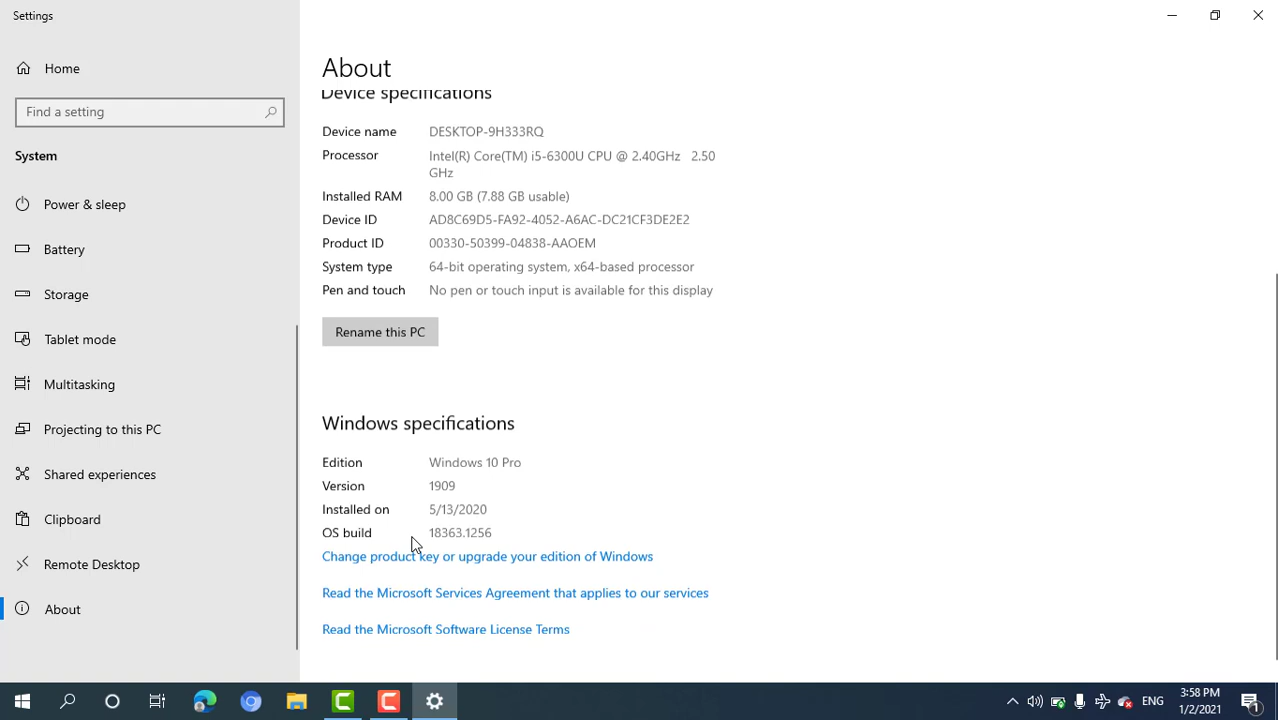 Settings
Home
Find a setting
System
Power & sleep
Battery
Storage
Tablet mode
Multitasking
Projecting to this PC
Shared experiences
Clipboard
Remote Desktop
About
About
Device specifications
Device name DESKTOP-9H333RQ
Processor Intel(R) Core(TM) i5-6300U CPU @ 2.40GHz 2.50
GHz
Installed RAM 8.00 GB (7.88 GB usable)
Device ID AD8C69D5-FA92-4052-A6AC-DC21CF3DE2E2
Product ID 00330-50399-04838-AAOEM
System type 64-bit operating system, x64-based processor
Pen and touch No pen or touch input is available for this display
Rename this PC
Windows specifications
Edition Windows 10 Pro
Version 1909
Installed on 5/13/2020
OS build 18363.1256
Change product key or upgrade your edition of Windows
Read the Microsoft Services Agreement that applies to our services
Read the Microsoft Software License Terms
ENG
3:58 PM
1/2/2021
1